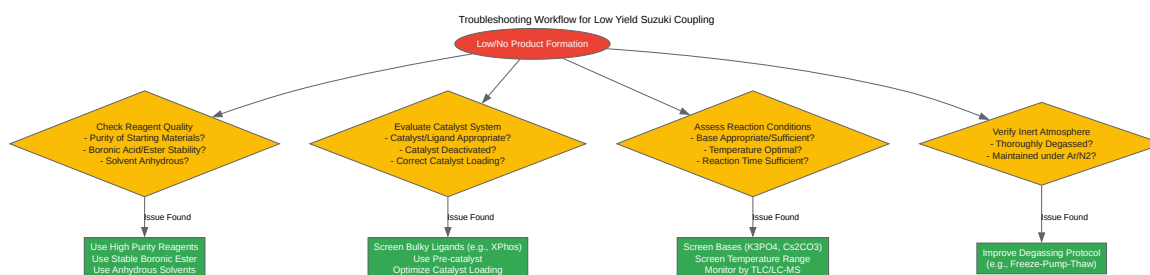 Troubleshooting Workflow for Low Yield Suzuki Coupling
Low/No Product Formation
Check Reagent Quality
- Purity of Starting Materials?
- Boronic Acid/Ester Stability?
- Solvent Anhydrous?
Evaluate Catalyst System
- Catalyst/Ligand Appropriate?
- Catalyst Deactivated?
- Correct Catalyst Loading?
Assess Reaction Conditions
- Base Appropriate/Sufficient?
- Temperature Optimal?
- Reaction Time Sufficient?
Verify Inert Atmosphere
- Thoroughly Degassed?
- Maintained under Ar/N2?
Issue Found
Issue Found
Issue Found
Issue Found
Use High Purity Reagents
Use Stable Boronic Ester
Use Anhydrous Solvents
Screen Bulky Ligands (e.g., XPhos)
Use Pre-catalyst
Optimize Catalyst Loading
Screen Bases (K3PO4, Cs2CO3)
Screen Temperature Range
Monitor by TLC/LC-MS
Improve Degassing Protocol
(e.g., Freeze-Pump-Thaw)